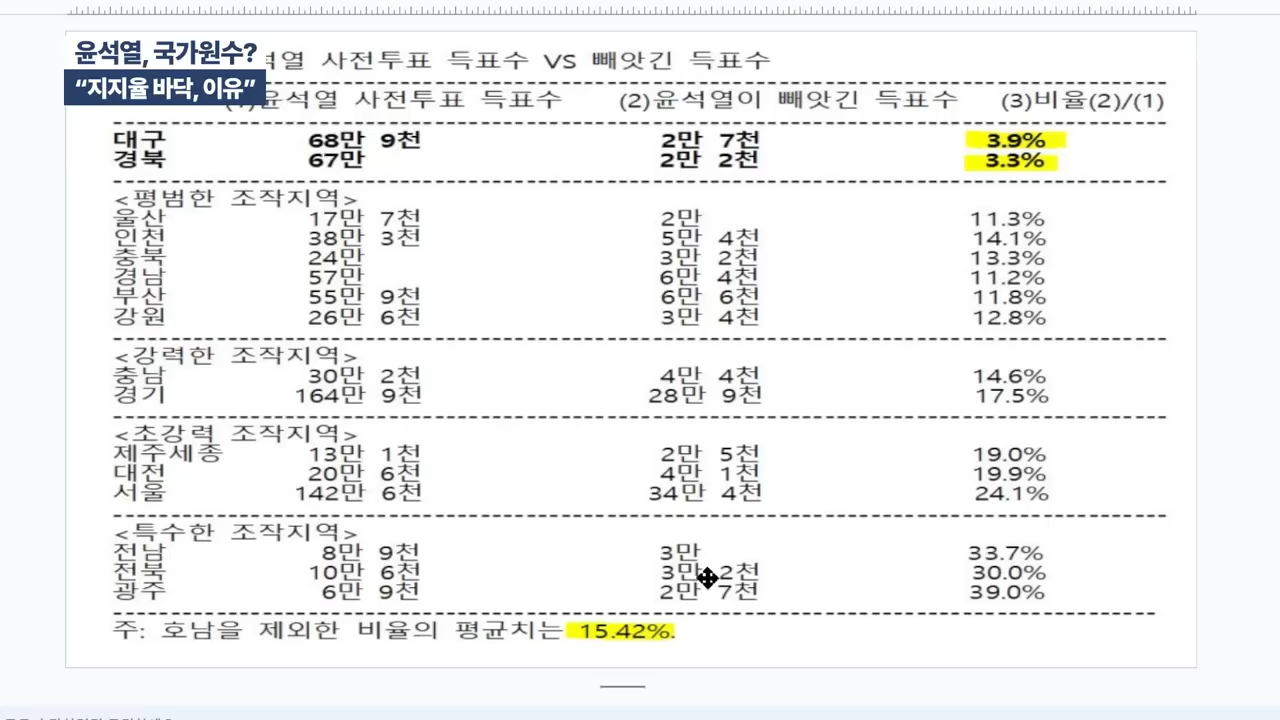 윤석열, 국가원수?
“지지율 바닥, 이유”
석열 사전투표 득표수 VS 빼앗긴 득표수
(1)윤석열 사전투표 득표수 (2)윤석열이 빼앗긴 득표수 (3)비율(2)/(1)
대구 68만 9천 2만 7천 3.9%
경북 67만 2만 2천 3.3%
<평범한 조작지역>
울산 17만 7천 2만 11.3%
인천 38만 3천 5만 4천 14.1%
충북 24만 3만 2천 13.3%
경남 57만 6만 4천 11.2%
부산 55만 9천 6만 6천 11.8%
강원 26만 6천 3만 4천 12.8%
<강력한 조작지역>
충남 30만 2천 4만 4천 14.6%
경기 164만 9천 28만 9천 17.5%
<초강력 조작지역>
제주세종 13만 1천 2만 5천 19.0%
대전 20만 6천 4만 1천 19.9%
서울 142만 6천 34만 4천 24.1%
<특수한 조작지역>
전남 8만 9천 3만 33.7%
전북 10만 6천 3만 2천 30.0%
광주 6만 9천 2만 7천 39.0%
주: 호남을 제외한 비율의 평균치는 15.42%.